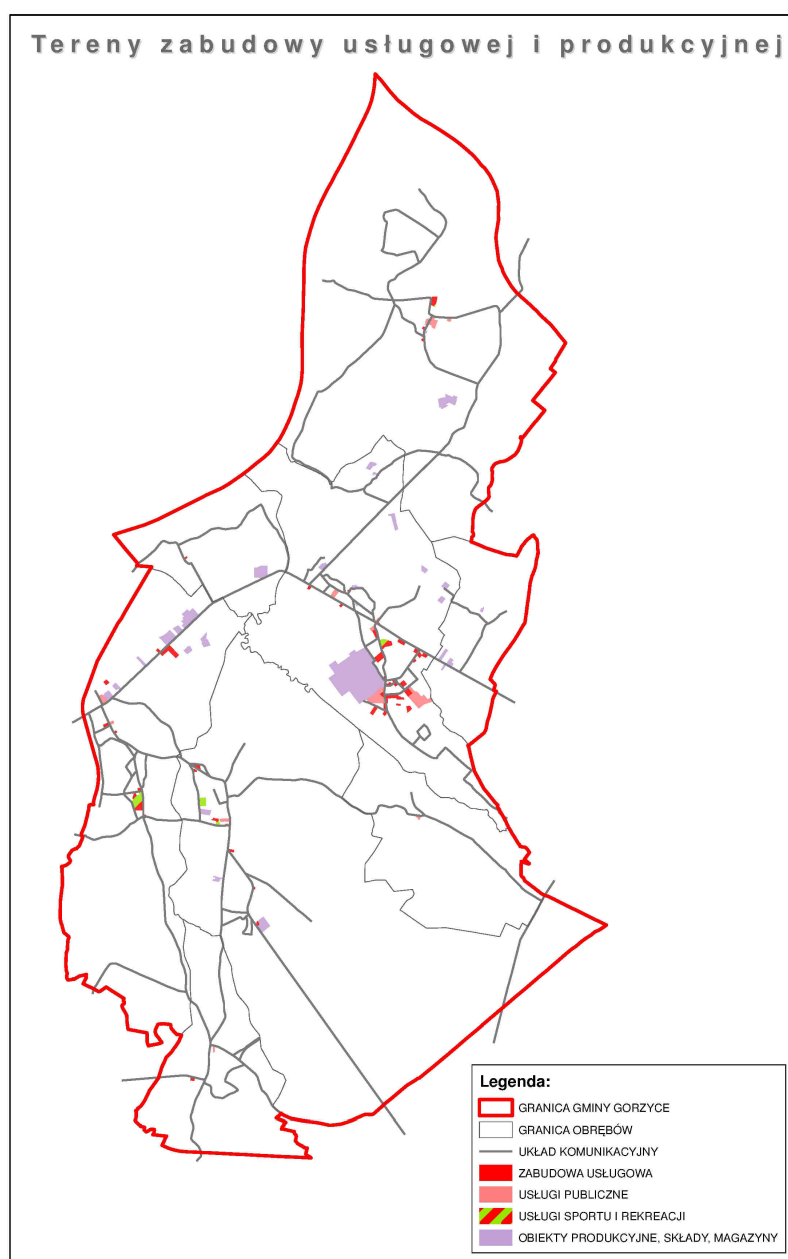 Tereny zabudowy usługowej i produkcyjnej
Legenda:
GRANICA GMINY GORZYCE
GRANICA OBRĘBÓW
UKŁAD KOMUNIKACYJNY
ZABUDOWA USŁUGOWA
USŁUGI PUBLICZNE
USŁUGI SPORTU I REKREACJI
OBIEKTY PRODUKCYJNE, SKŁADY, MAGAZYNY